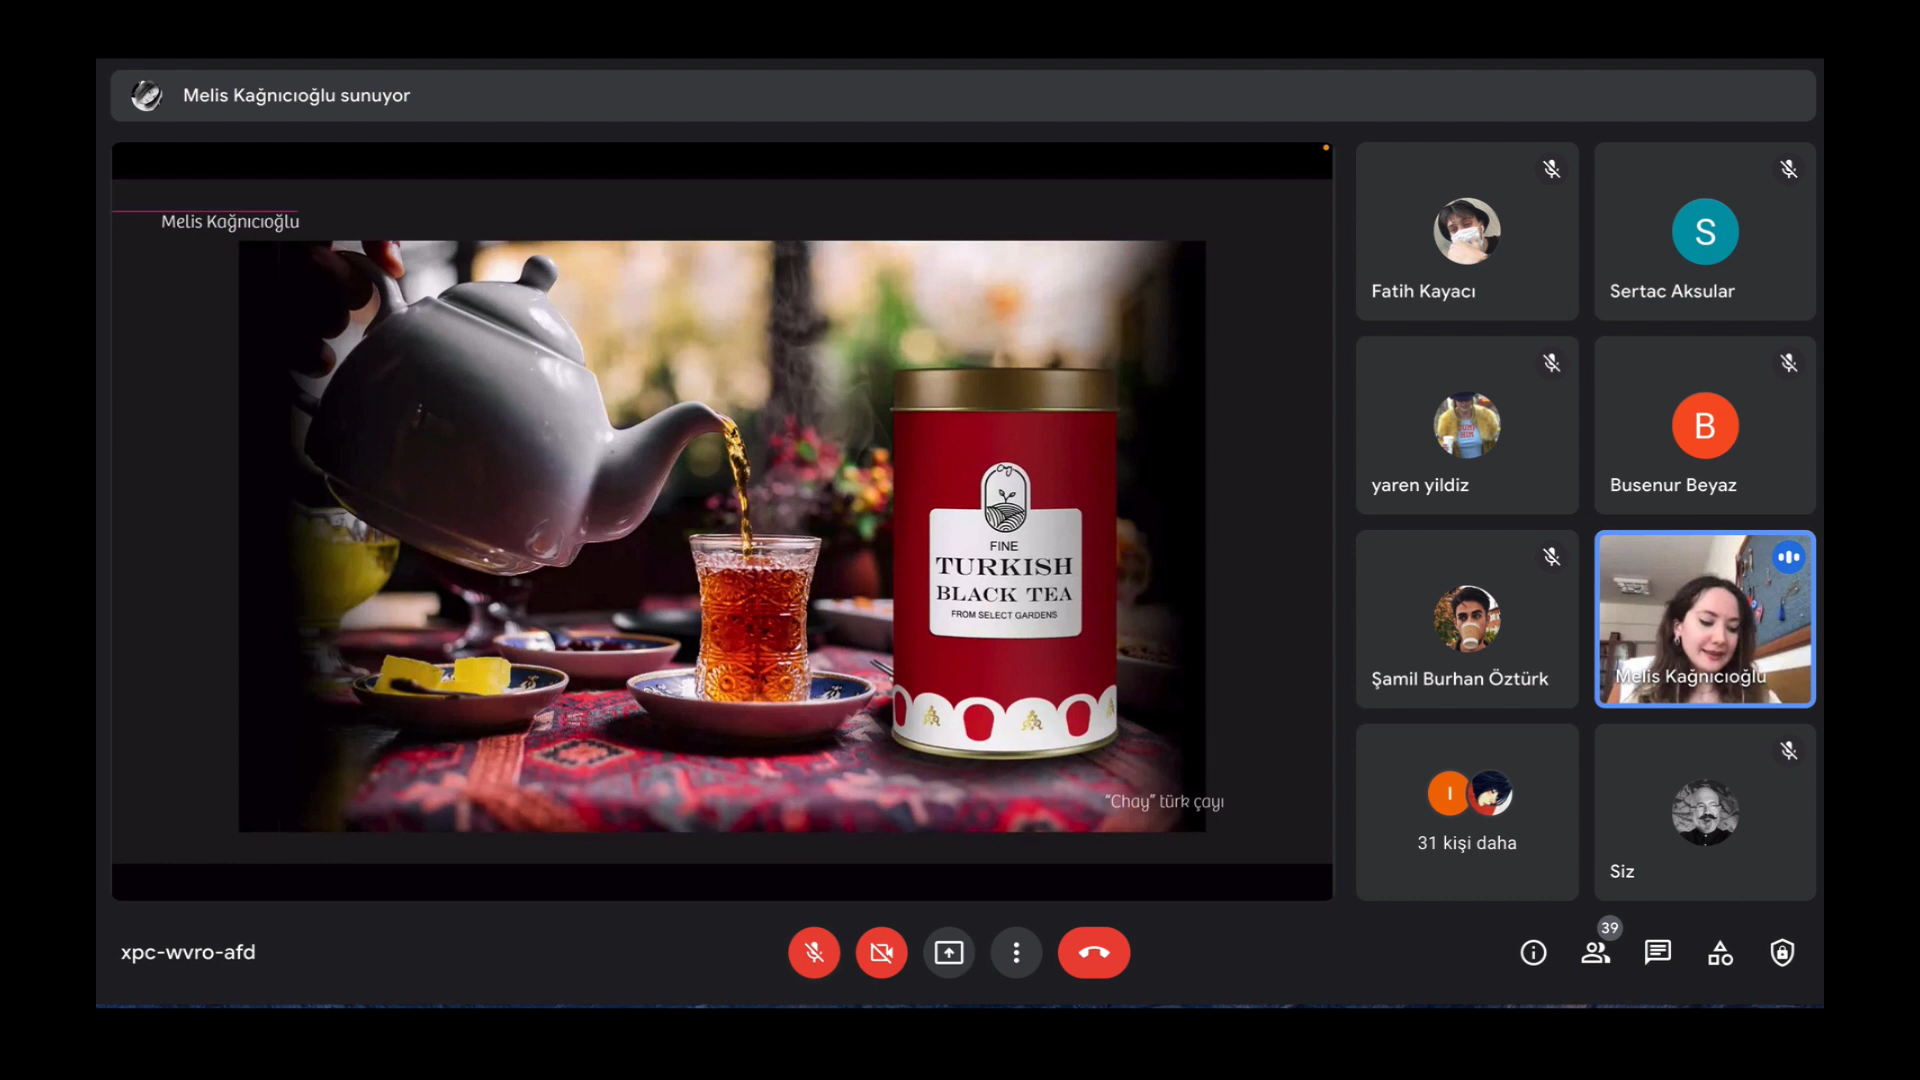 Melis Kağnıcıoğlu sunuyor
Melis Kağnıcıoğlu
FINE
TURKISH
BLACK TEA
FROM SELECT GARDENS
"Chay" türk çayı
Fatih Kayacı
S
Sertac Aksular
yaren yildiz
B
Busenur Beyaz
Şamil Burhan Öztürk
Melis Kağnıcıoğlu
I
31 kişi daha
Siz
xpc-wvro-afd
39